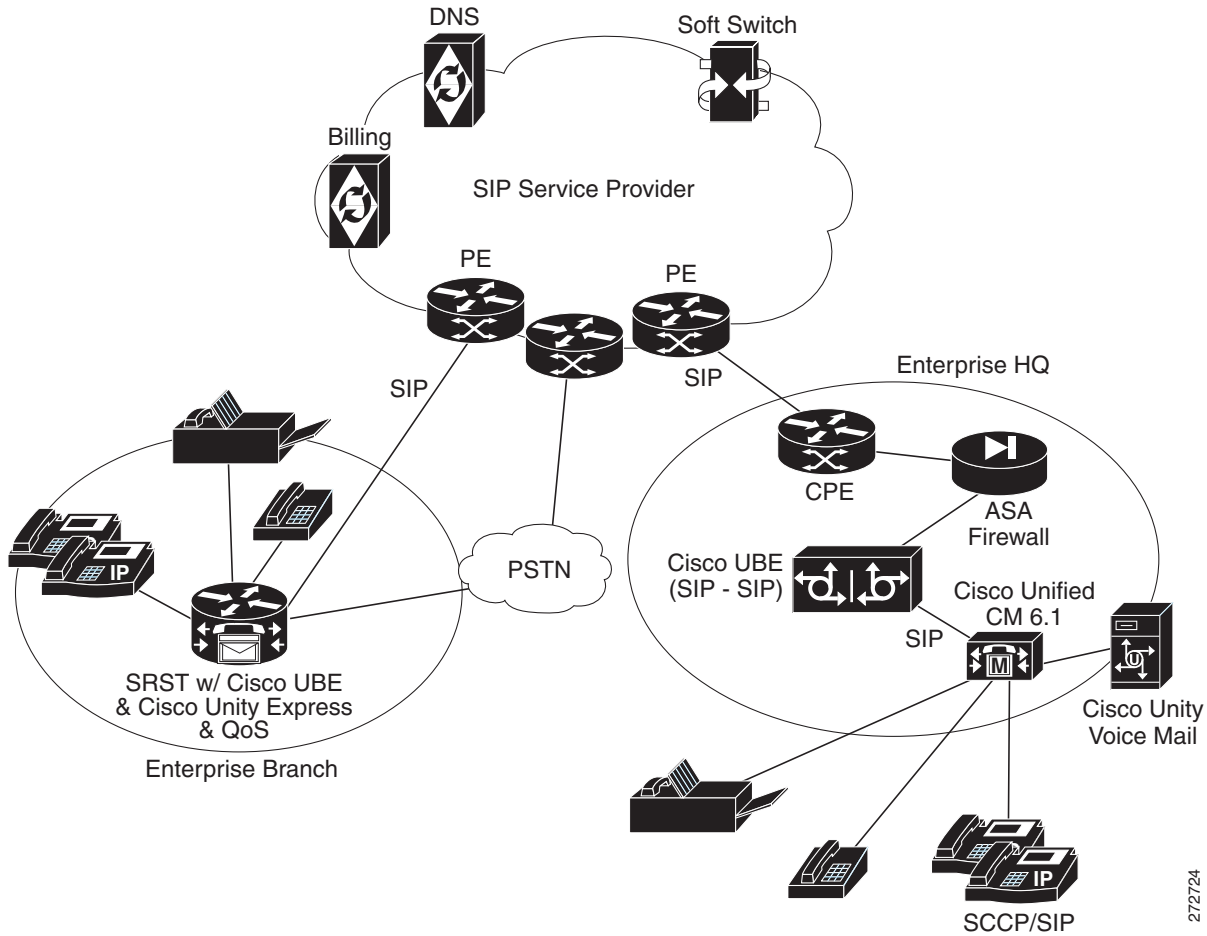 DNS
Soft Switch
Billing
SIP Service Provider
PE
PE
SIP
SIP
Enterprise HQ
CPE
ASA
Firewall
IP
PSTN
Cisco UBE
(SIP - SIP)
Cisco Unified
CM 6.1
SIP
M
U
SRST w/ Cisco UBE
& Cisco Unity Express
& QoS
Cisco Unity
Voice Mail
Enterprise Branch
IP
SCCP/SIP
272724